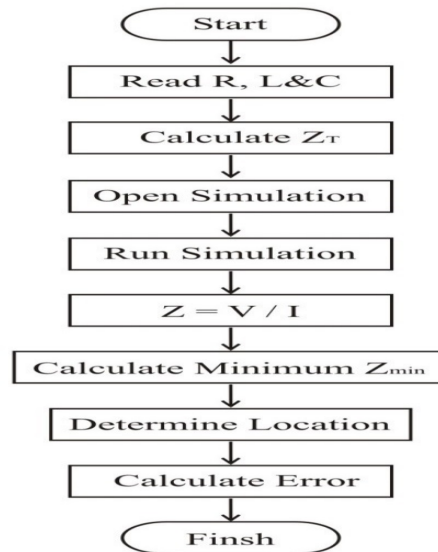 Start
Read R, L&C
Calculate ZT
Open Simulation
Run Simulation
Z = V / I
Calculate Minimum Zmin
Determine Location
Calculate Error
Finsh